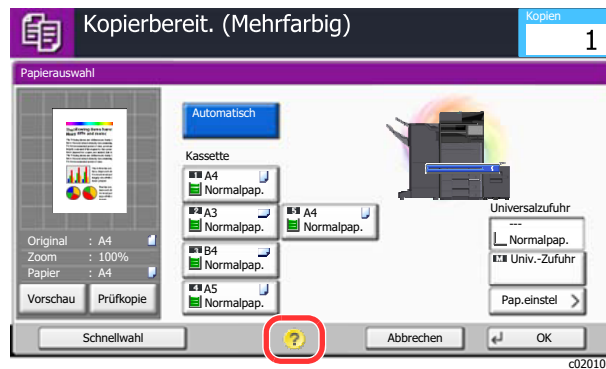 Kopierbereit. (Mehrfarbig)
Kopien
1
Papierauswahl
Automatisch
Kassette
1 A4
Normalpap.
2 A3
Normalpap.
5 A4
Normalpap.
3 B4
Normalpap.
4 A5
Normalpap.
Universalzufuhr
---
Normalpap.
M Univ.-Zufuhr
Pap.einstel
Original : A4
Zoom : 100%
Papier : A4
Vorschau
Prüfkopie
Schnellwahl
?
Abbrechen
OK
c02010